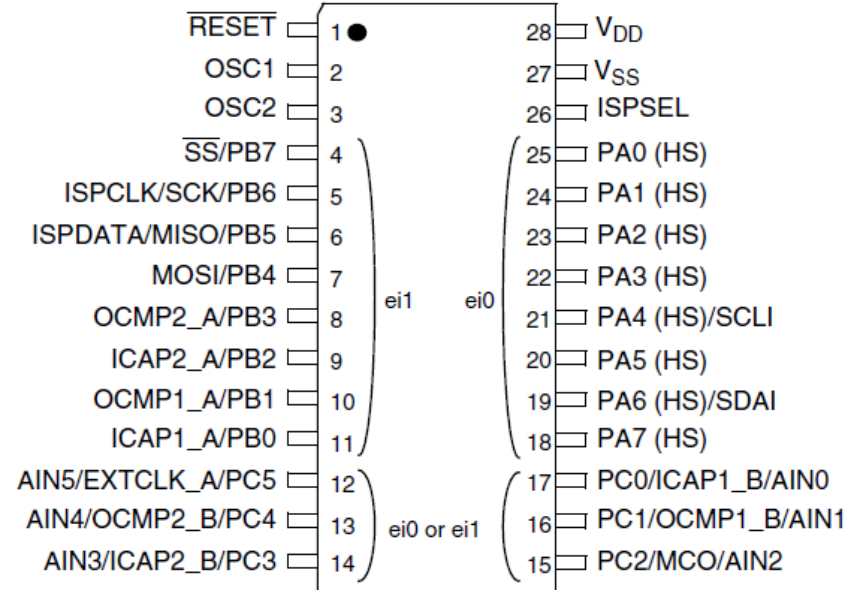 RESET 1 28 VDD
OSC1 2 27 VSS
OSC2 3 26 ISPSEL
SS/PB7 4 25 PA0 (HS)
ISPCLK/SCK/PB6 5 24 PA1 (HS)
ISPDATA/MISO/PB5 6 23 PA2 (HS)
MOSI/PB4 7 22 PA3 (HS)
ei1 ei0
OCMP2_A/PB3 8 21 PA4 (HS)/SCLI
ICAP2_A/PB2 9 20 PA5 (HS)
OCMP1_A/PB1 10 19 PA6 (HS)/SDAI
ICAP1_A/PB0 11 18 PA7 (HS)
AIN5/EXTCLK_A/PC5 12 17 PC0/ICAP1_B/AIN0
AIN4/OCMP2_B/PC4 13 ei0 or ei1 16 PC1/OCMP1_B/AIN1
AIN3/ICAP2_B/PC3 14 15 PC2/MCO/AIN2